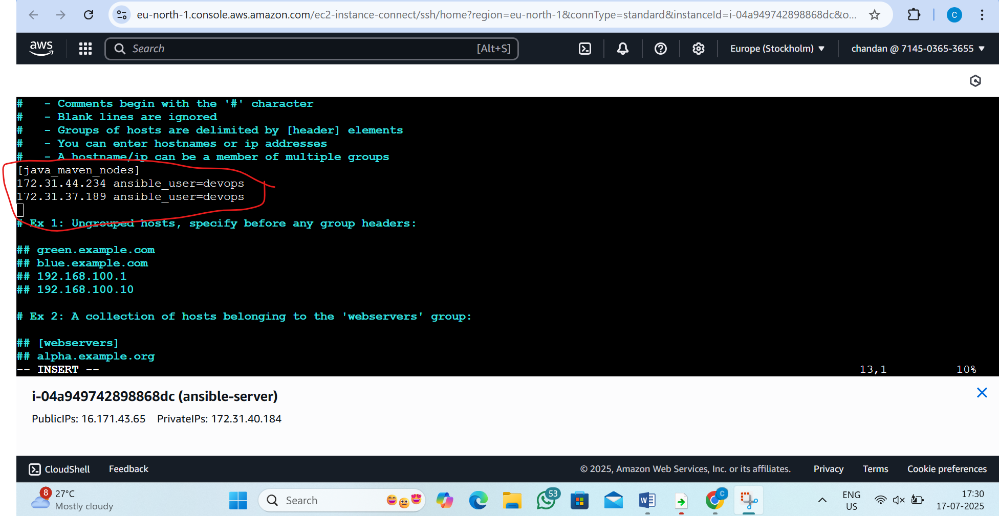 eu-north-1.console.aws.amazon.com/ec2-instance-connect/ssh/home?region=eu-north-1&connType=standard&instanceId=i-04a949742898868dc&o...
C
aws
Search
[Alt+S]
Europe (Stockholm) ▼
chandan @ 7145-0365-3655 ▼
#   - Comments begin with the '#' character
#   - Blank lines are ignored
#   - Groups of hosts are delimited by [header] elements
#   - You can enter hostnames or ip addresses
#   - A hostname/ip can be a member of multiple groups
[java_maven_nodes]
172.31.44.234 ansible_user=devops
172.31.37.189 ansible_user=devops
# Ex 1: Ungrouped hosts, specify before any group headers:
## green.example.com
## blue.example.com
## 192.168.100.1
## 192.168.100.10
# Ex 2: A collection of hosts belonging to the 'webservers' group:
## [webservers]
## alpha.example.org
-- INSERT --
13,1
10%
i-04a949742898868dc (ansible-server)
PublicIPs: 16.171.43.65    PrivateIPs: 172.31.40.184
CloudShell
Feedback
© 2025, Amazon Web Services, Inc. or its affiliates.
Privacy
Terms
Cookie preferences
8
27°C
Mostly cloudy
Search
53
W
C
ENG
US
17:30
17-07-2025